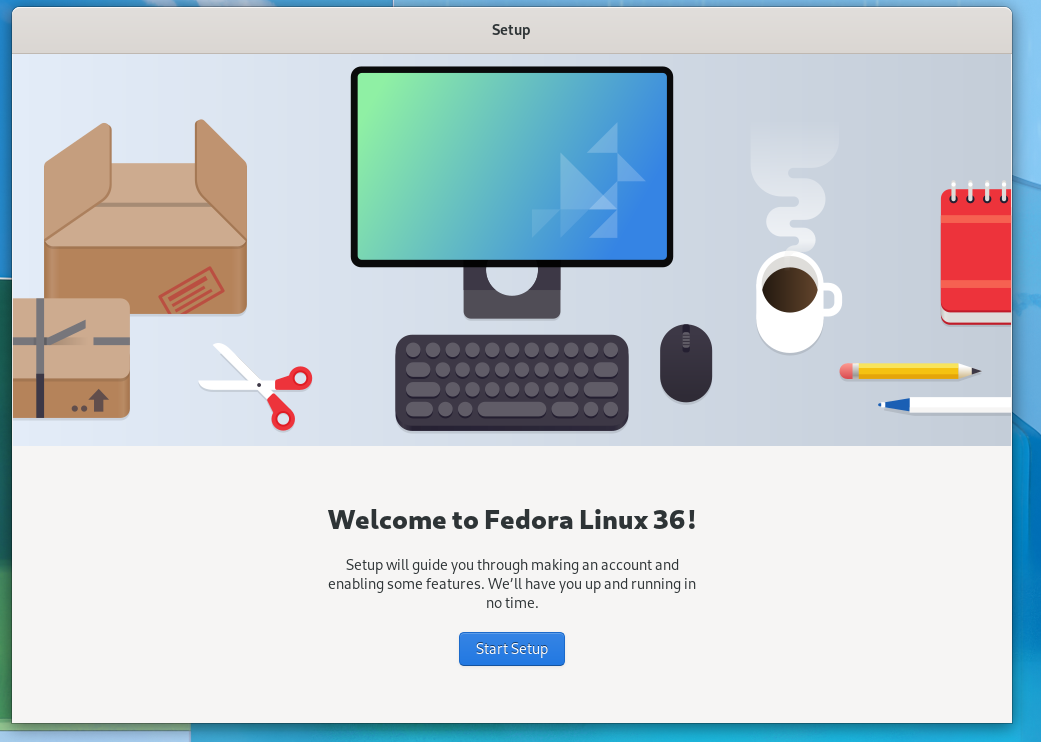 Setup
Welcome to Fedora Linux 36!
Setup will guide you through making an account and
enabling some features. We’ll have you up and running in
no time.
Start Setup